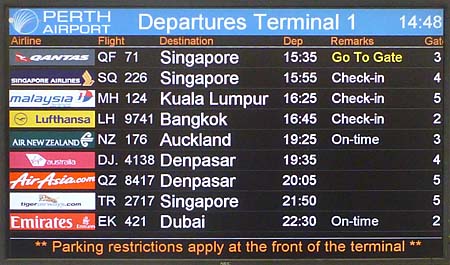 PERTH AIRPORT Departures Terminal 1 14:48
Airline Flight Destination Dep Remarks Gate
QANTAS QF 71 Singapore 15:35 Go To Gate 3
SINGAPORE AIRLINES SQ 226 Singapore 15:55 Check-in 4
malaysia MH 124 Kuala Lumpur 16:25 Check-in 5
Lufthansa LH 9741 Bangkok 16:45 Check-in 2
AIR NEW ZEALAND NZ 176 Auckland 19:25 On-time 3
virgin australia DJ 4138 Denpasar 19:35 4
AirAsia.com QZ 8417 Denpasar 20:05 5
tigerairways.com TR 2717 Singapore 21:50 5
Emirates EK 421 Dubai 22:30 On-time 2
** Parking restrictions apply at the front of the terminal **
NEC